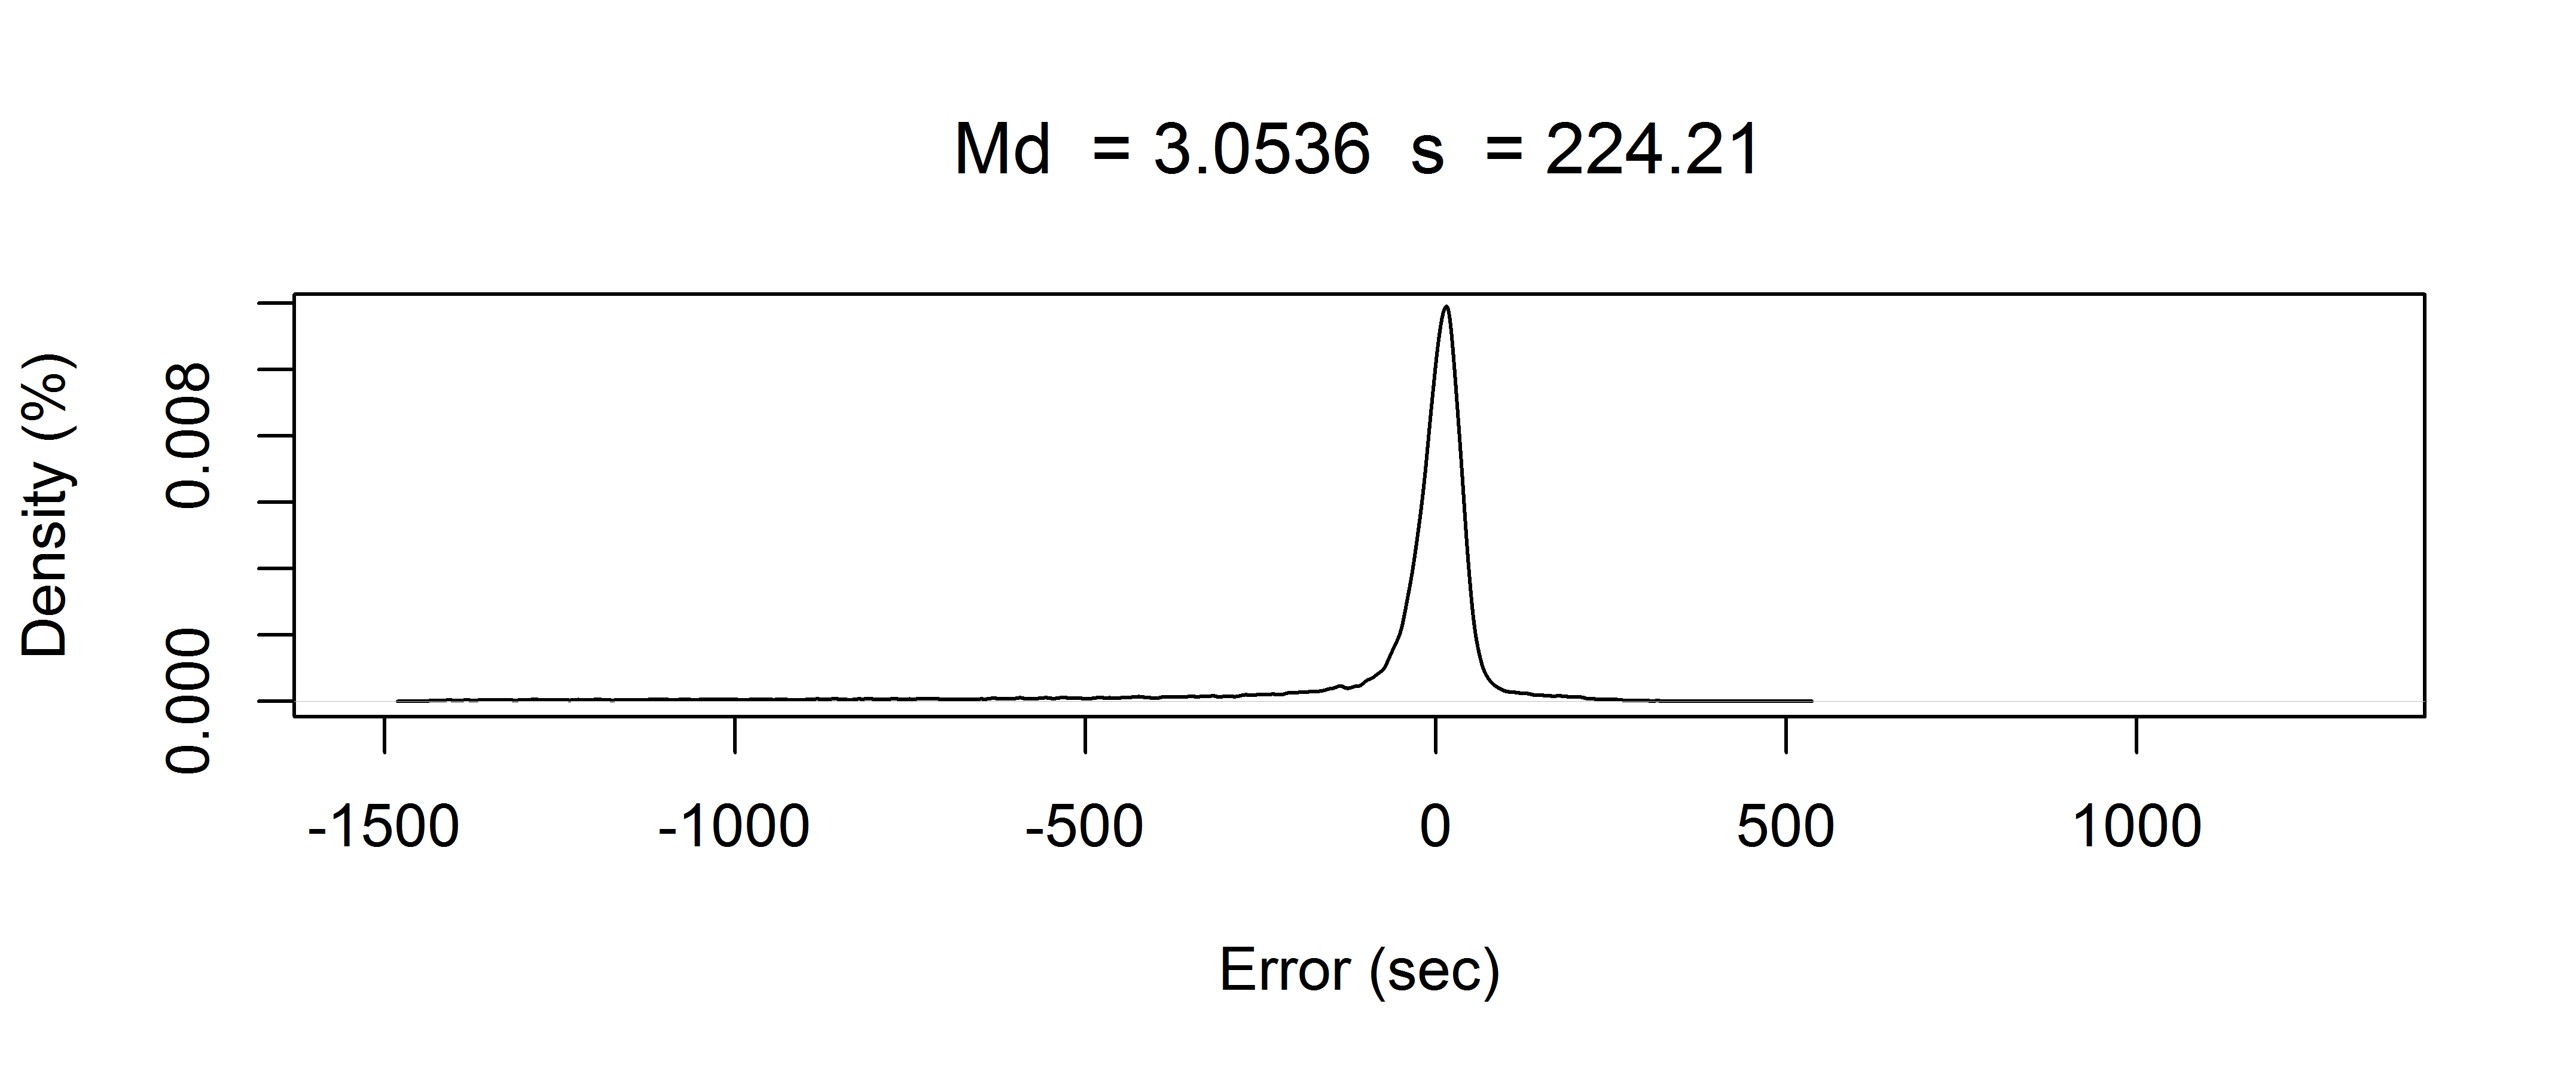 Md = 3.0536 s = 224.21
Density (%)
0.008
0.000
-1500 -1000 -500 0 500 1000
Error (sec)